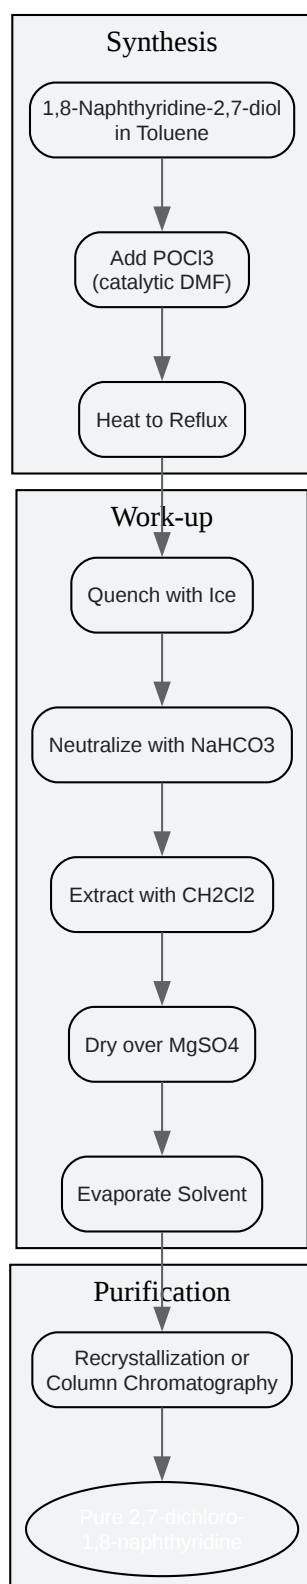 Synthesis
1,8-Naphthyridine-2,7-diol
in Toluene
Add POCl3
(catalytic DMF)
Heat to Reflux
Work-up
Quench with Ice
Neutralize with NaHCO3
Extract with CH2Cl2
Dry over MgSO4
Evaporate Solvent
Purification
Recrystallization or
Column Chromatography
Pure 2,7-dichloro-
1,8-naphthyridine